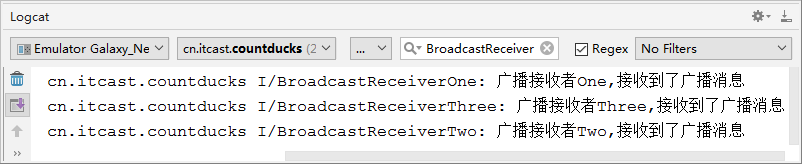 Logcat
Emulator Galaxy_Ne cn.itcast.countducks (2 ... BroadcastReceiver Regex No Filters
cn.itcast.countducks I/BroadcastReceiverOne: 广播接收者One,接收到了广播消息
cn.itcast.countducks I/BroadcastReceiverThree: 广播接收者Three,接收到了广播消息
cn.itcast.countducks I/BroadcastReceiverTwo: 广播接收者Two,接收到了广播消息